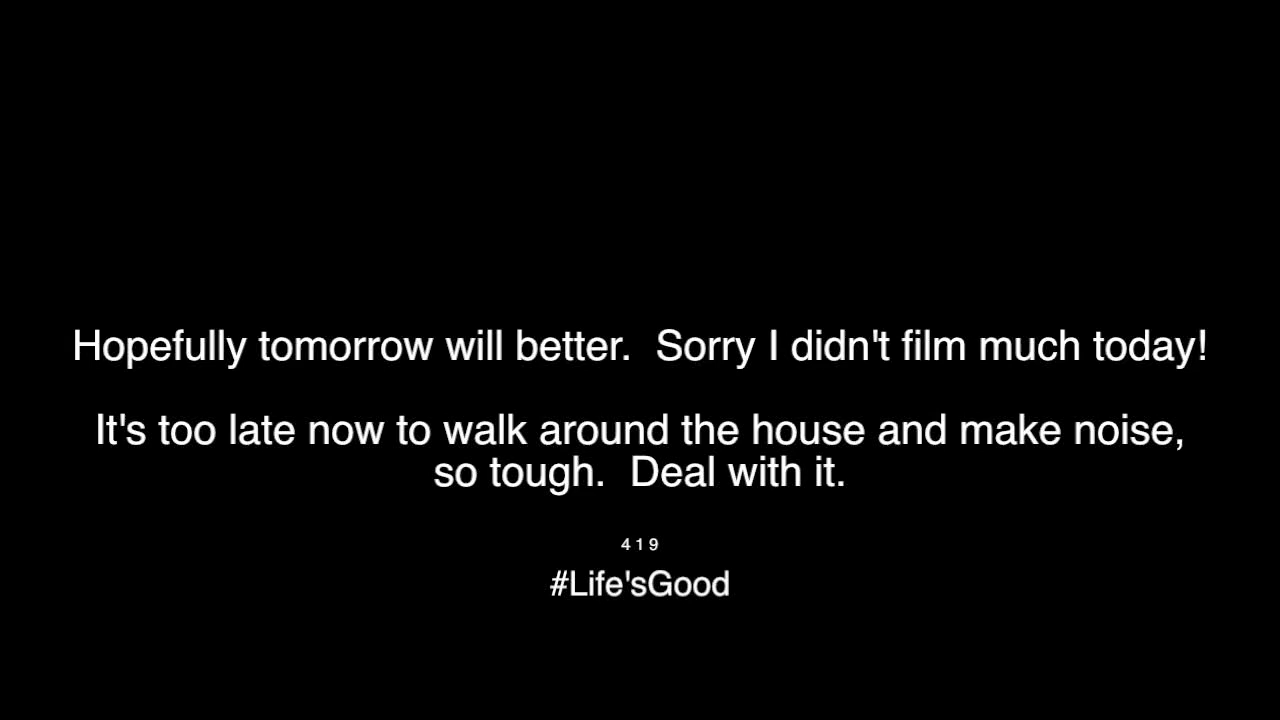 Hopefully tomorrow will better.  Sorry I didn't film much today!
It's too late now to walk around the house and make noise,
so tough.  Deal with it.
4 1 9
#Life'sGood